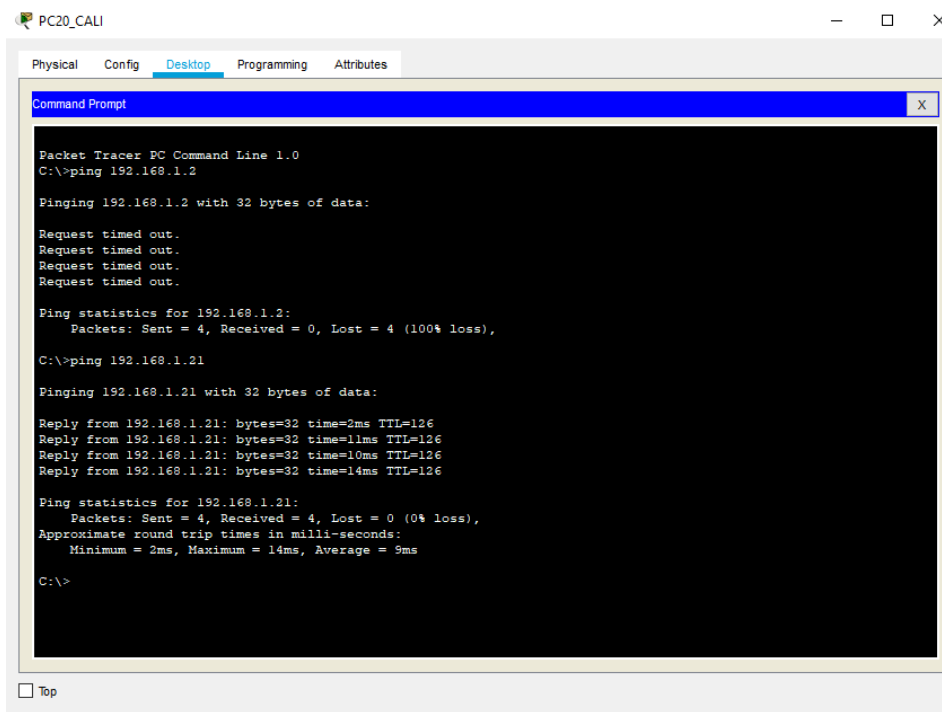 PC20_CALI
Physical Config Desktop Programming Attributes
Command Prompt
X
Packet Tracer PC Command Line 1.0
C:\>ping 192.168.1.2
Pinging 192.168.1.2 with 32 bytes of data:
Request timed out.
Request timed out.
Request timed out.
Request timed out.
Ping statistics for 192.168.1.2:
Packets: Sent = 4, Received = 0, Lost = 4 (100% loss),
C:\>ping 192.168.1.21
Pinging 192.168.1.21 with 32 bytes of data:
Reply from 192.168.1.21: bytes=32 time=2ms TTL=126
Reply from 192.168.1.21: bytes=32 time=11ms TTL=126
Reply from 192.168.1.21: bytes=32 time=10ms TTL=126
Reply from 192.168.1.21: bytes=32 time=14ms TTL=126
Ping statistics for 192.168.1.21:
Packets: Sent = 4, Received = 4, Lost = 0 (0% loss),
Approximate round trip times in milli-seconds:
Minimum = 2ms, Maximum = 14ms, Average = 9ms
C:\>
Top